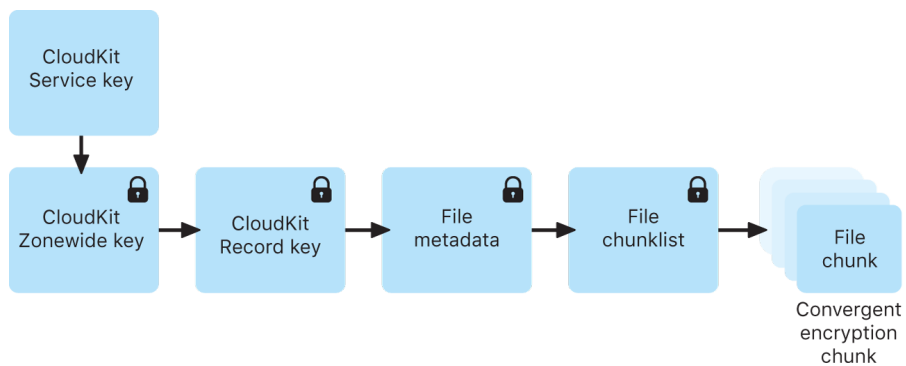 CloudKit
Service key
CloudKit
Zonewide key
CloudKit
Record key
File
metadata
File
chunklist
File
chunk
Convergent
encryption
chunk